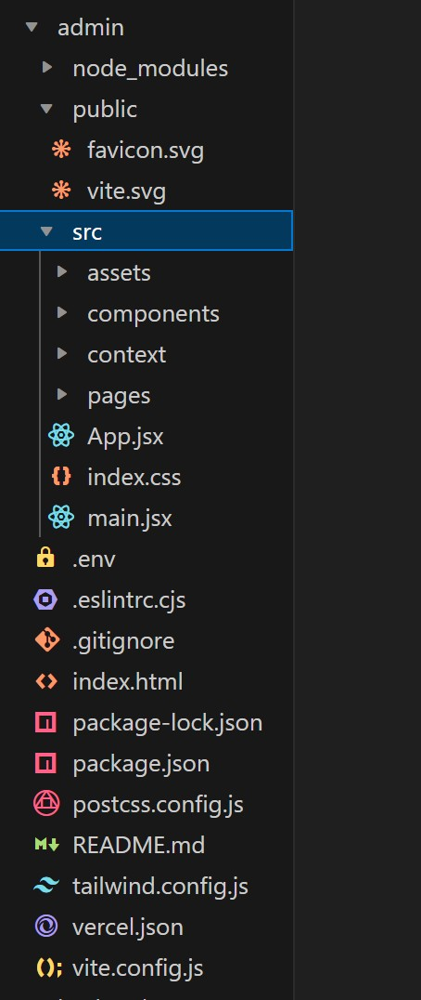 admin
node_modules
public
favicon.svg
vite.svg
src
assets
components
context
pages
App.jsx
index.css
main.jsx
.env
.eslintrc.cjs
.gitignore
index.html
package-lock.json
package.json
postcss.config.js
README.md
tailwind.config.js
vercel.json
vite.config.js